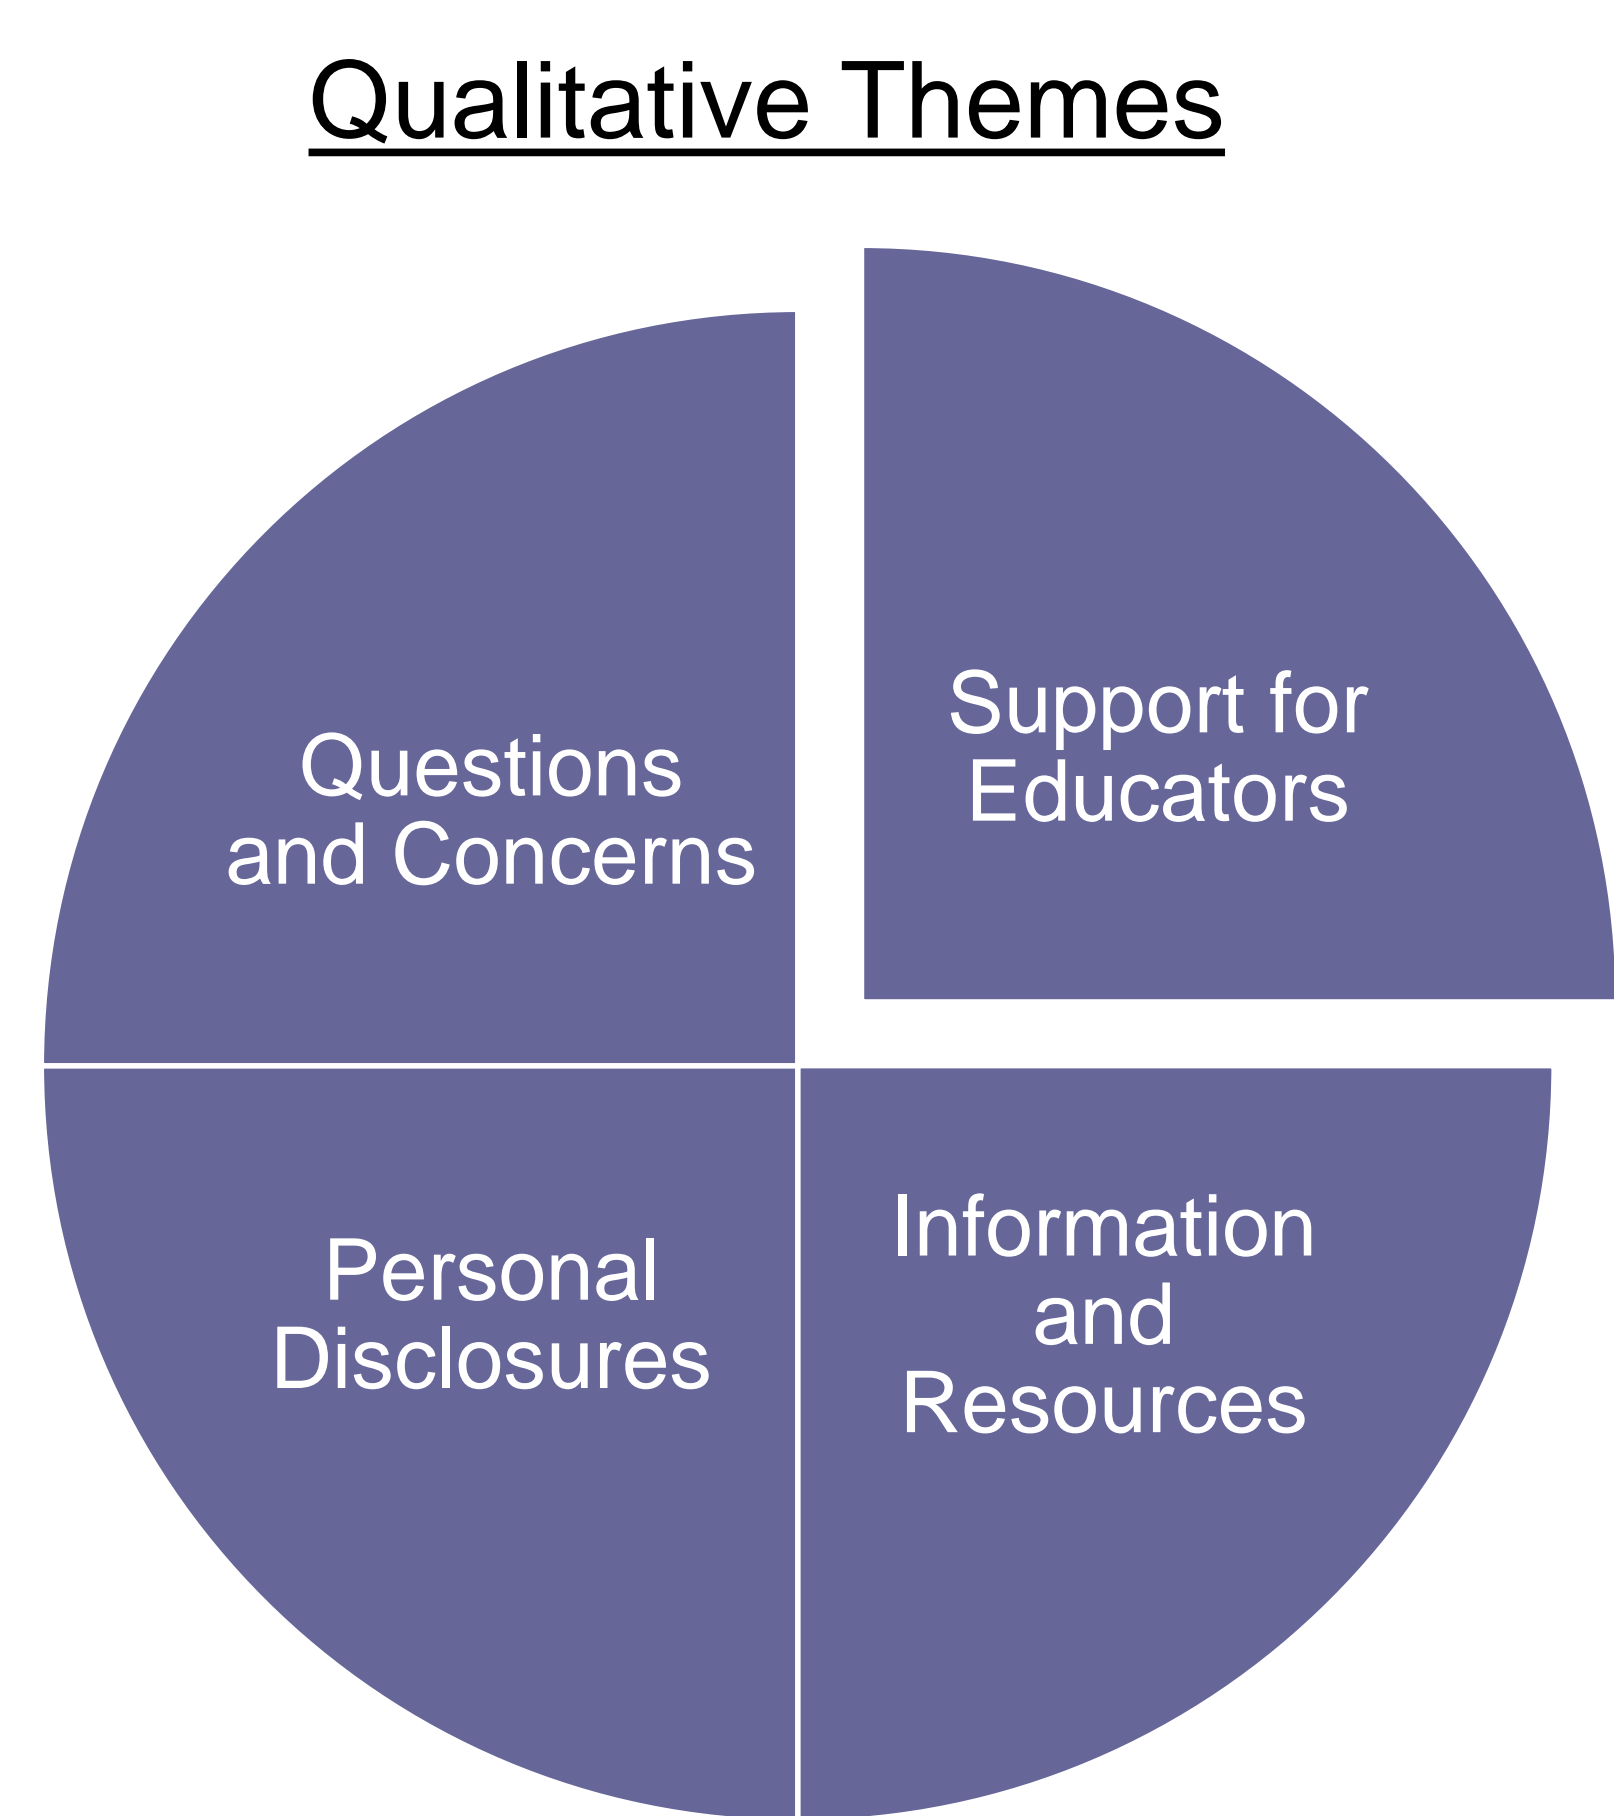 Qualitative Themes
Questions
and Concerns
Support for
Educators
Personal
Disclosures
Information
and
Resources